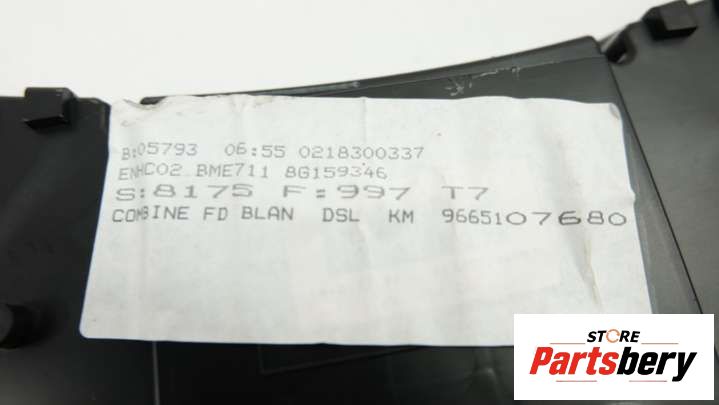 B:05793 06:55 0218300337
ENHC02 BME711 8G159346
S:8175 F:997 T7
COMBINE FD BLAN DSL KM 9665107680
STORE
Partsbery